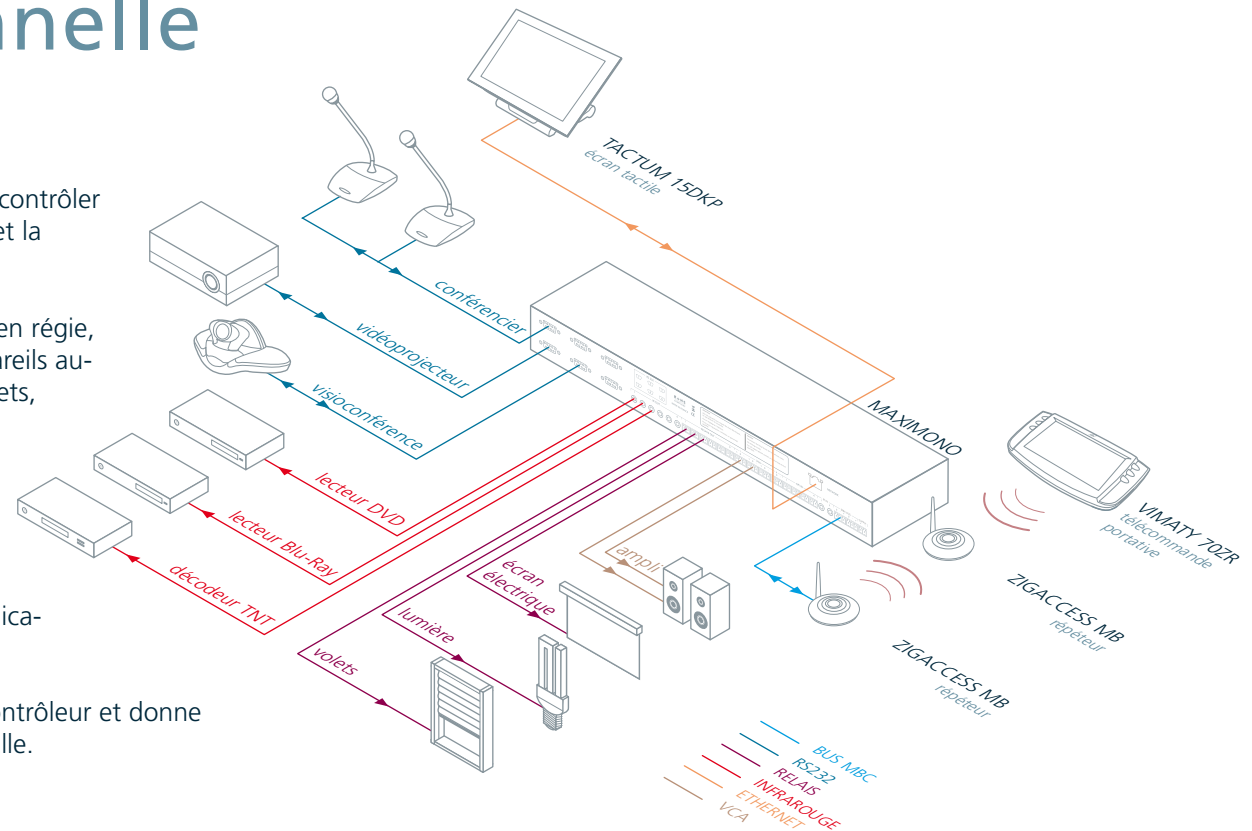 nnelle
contrôler
et la
en régie,
areils au-
ets,
ica-
ontrôleur et donne
lle.
TACTUM 15DKP
écran tactile
conférencier
vidéoprojecteur
visioconférence
lecteur DVD
lecteur Blu-Ray
décodeur TNT
MAXIMONO
VIMATY 70ZR
télécommande
portative
ZIGACCESS MB
répéteur
ZIGACCESS MB
répéteur
ampli
écran
électrique
lumière
volets
BUS MBC
RS232
RELAIS
INFRAROUGE
ETHERNET
VCA